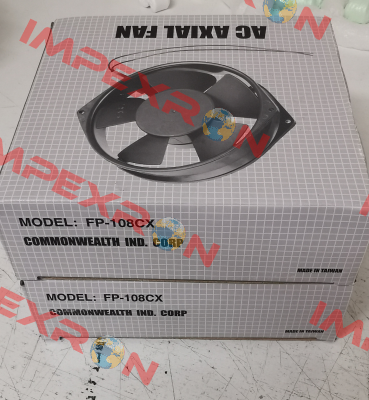 AC AXIAL FAN
IMPEXRON
IMPEXRON
MODEL: FP-108CX
COMMONWEALTH IND. CORP
MADE IN TAIWAN
MODEL: FP-108CX
COMMONWEALTH IND. CORP
MADE IN TAIWAN
IMPEXRON